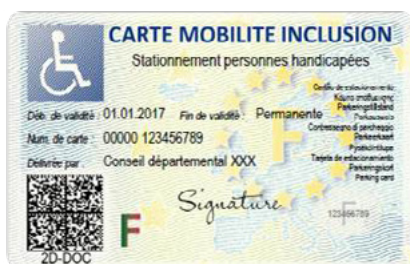 CARTE MOBILITE INCLUSION
Stationnement personnes handicapées
Déb. de validité : 01.01.2017 Fin de validité : Permanente
Num. de carte : 00000 123456789
Délivrée par : Conseil départemental XXX
Parkeringstillstånd
Contrassegno di parcheggio
Parkeerkaart
Tarjeta de estacionamiento
Parkeringskort
Parking card
Signature
F
F
123456789
2D-DOC